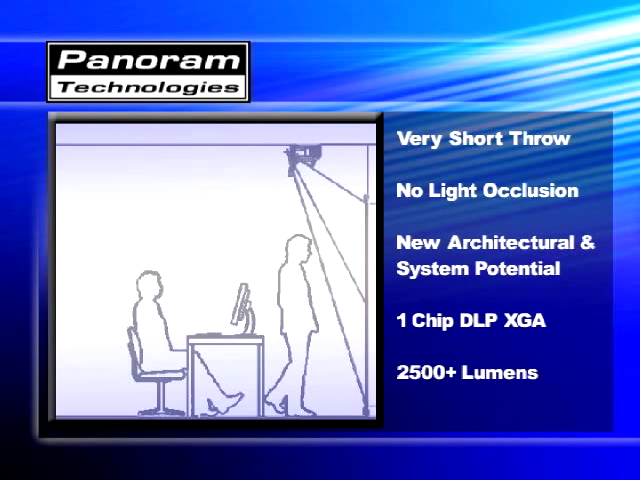 Panoram
Technologies
Very Short Throw
No Light Occlusion
New Architectural &
System Potential
1 Chip DLP XGA
2500+ Lumens